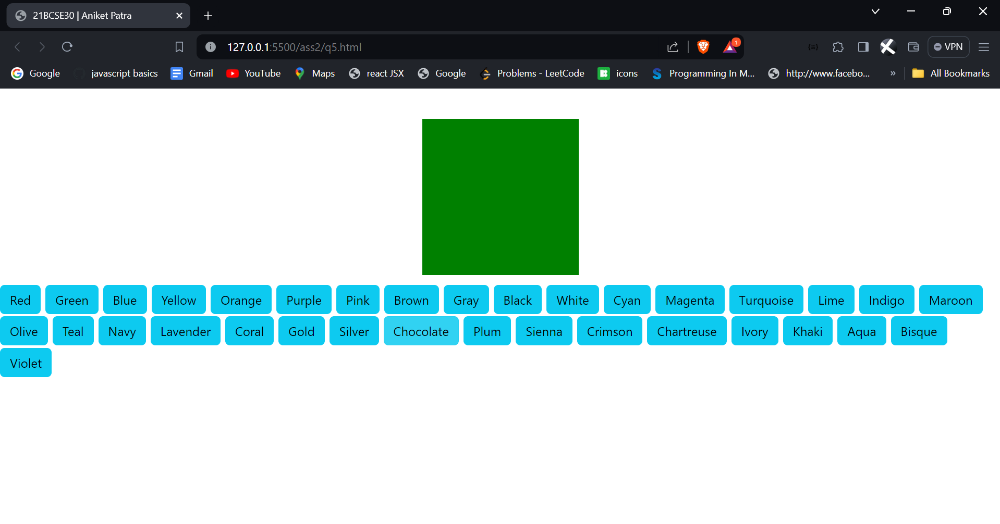 21BCSE30 | Aniket Patra
127.0.0.1:5500/ass2/q5.html
1
VPN
Google javascript basics Gmail YouTube Maps react JSX Google Problems - LeetCode icons Programming In M... http://www.facebo... » All Bookmarks
Red Green Blue Yellow Orange Purple Pink Brown Gray Black White Cyan Magenta Turquoise Lime Indigo Maroon
Olive Teal Navy Lavender Coral Gold Silver Chocolate Plum Sienna Crimson Chartreuse Ivory Khaki Aqua Bisque
Violet